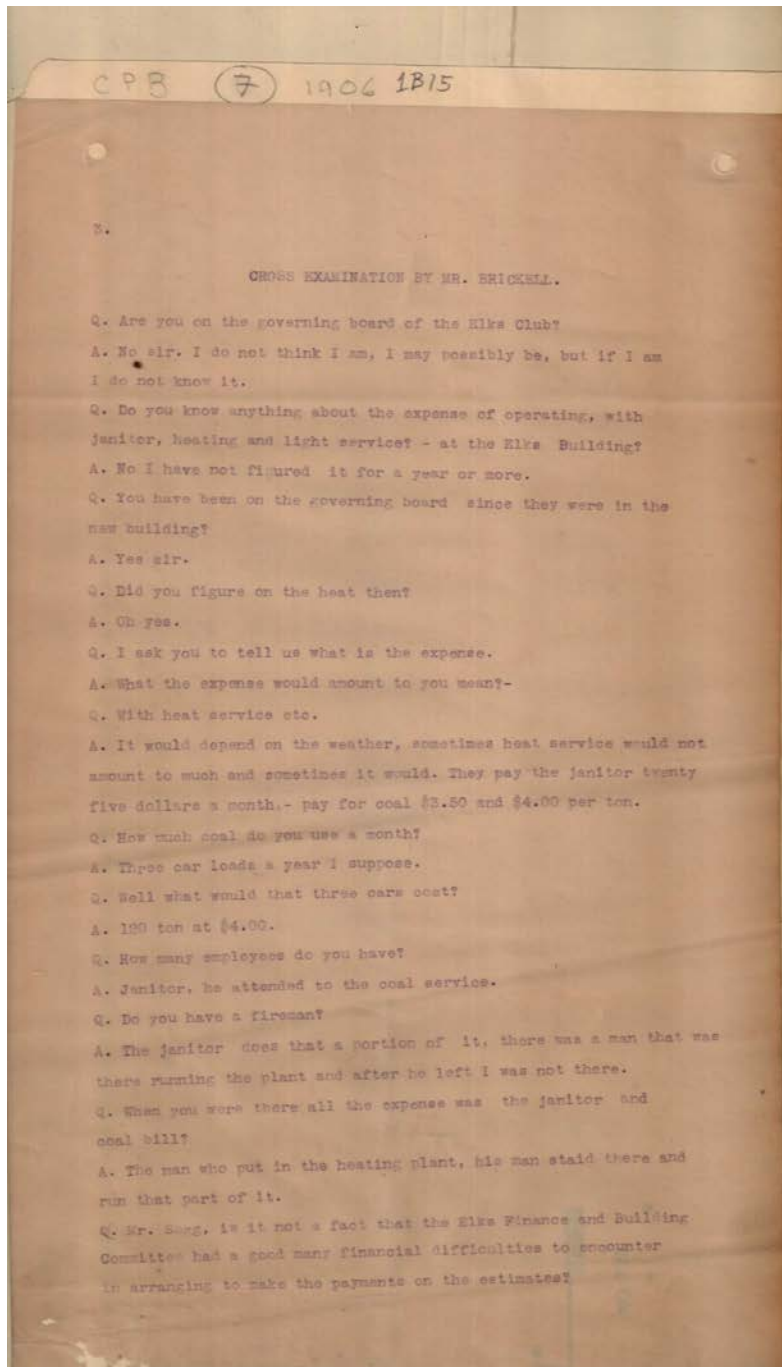 CPB (7) 1906 1B15
3.
CROSS EXAMINATION BY MR. BRICKELL.
Q. Are you on the governing board of the Elks Club?
A. No sir. I do not think I am, I may possibly be, but if I am
I do not know it.
Q. Do you know anything about the expense of operating, with
janitor, heating and light service? - at the Elks Building?
A. No I have not figured it for a year or more.
Q. You have been on the governing board since they were in the
new building?
A. Yes sir.
Q. Did you figure on the heat then?
A. Oh yes.
Q. I ask you to tell us what is the expense.
A. What the expense would amount to you mean?-
Q. With heat service etc.
A. It would depend on the weather, sometimes heat service would not
amount to much and sometimes it would. They pay the janitor twenty
five dollars a month,- pay for coal $3.50 and $4.00 per ton.
Q. How much coal do you use a month?
A. Three car loads a year I suppose.
Q. Well what would that three cars cost?
A. 120 ton at $4.00.
Q. How many employees do you have?
A. Janitor, he attended to the coal service.
Q. Do you have a fireman?
A. The janitor does that a portion of it, there was a man that was
there running the plant and after he left I was not there.
Q. When you were there all the expense was the janitor and
coal bill?
A. The man who put in the heating plant, his man staid there and
run that part of it.
Q. Mr. is it not a fact that the Elks Finance and Building
Committee had a good many financial difficulties to encounter
in arranging to make the payments on the estimates?